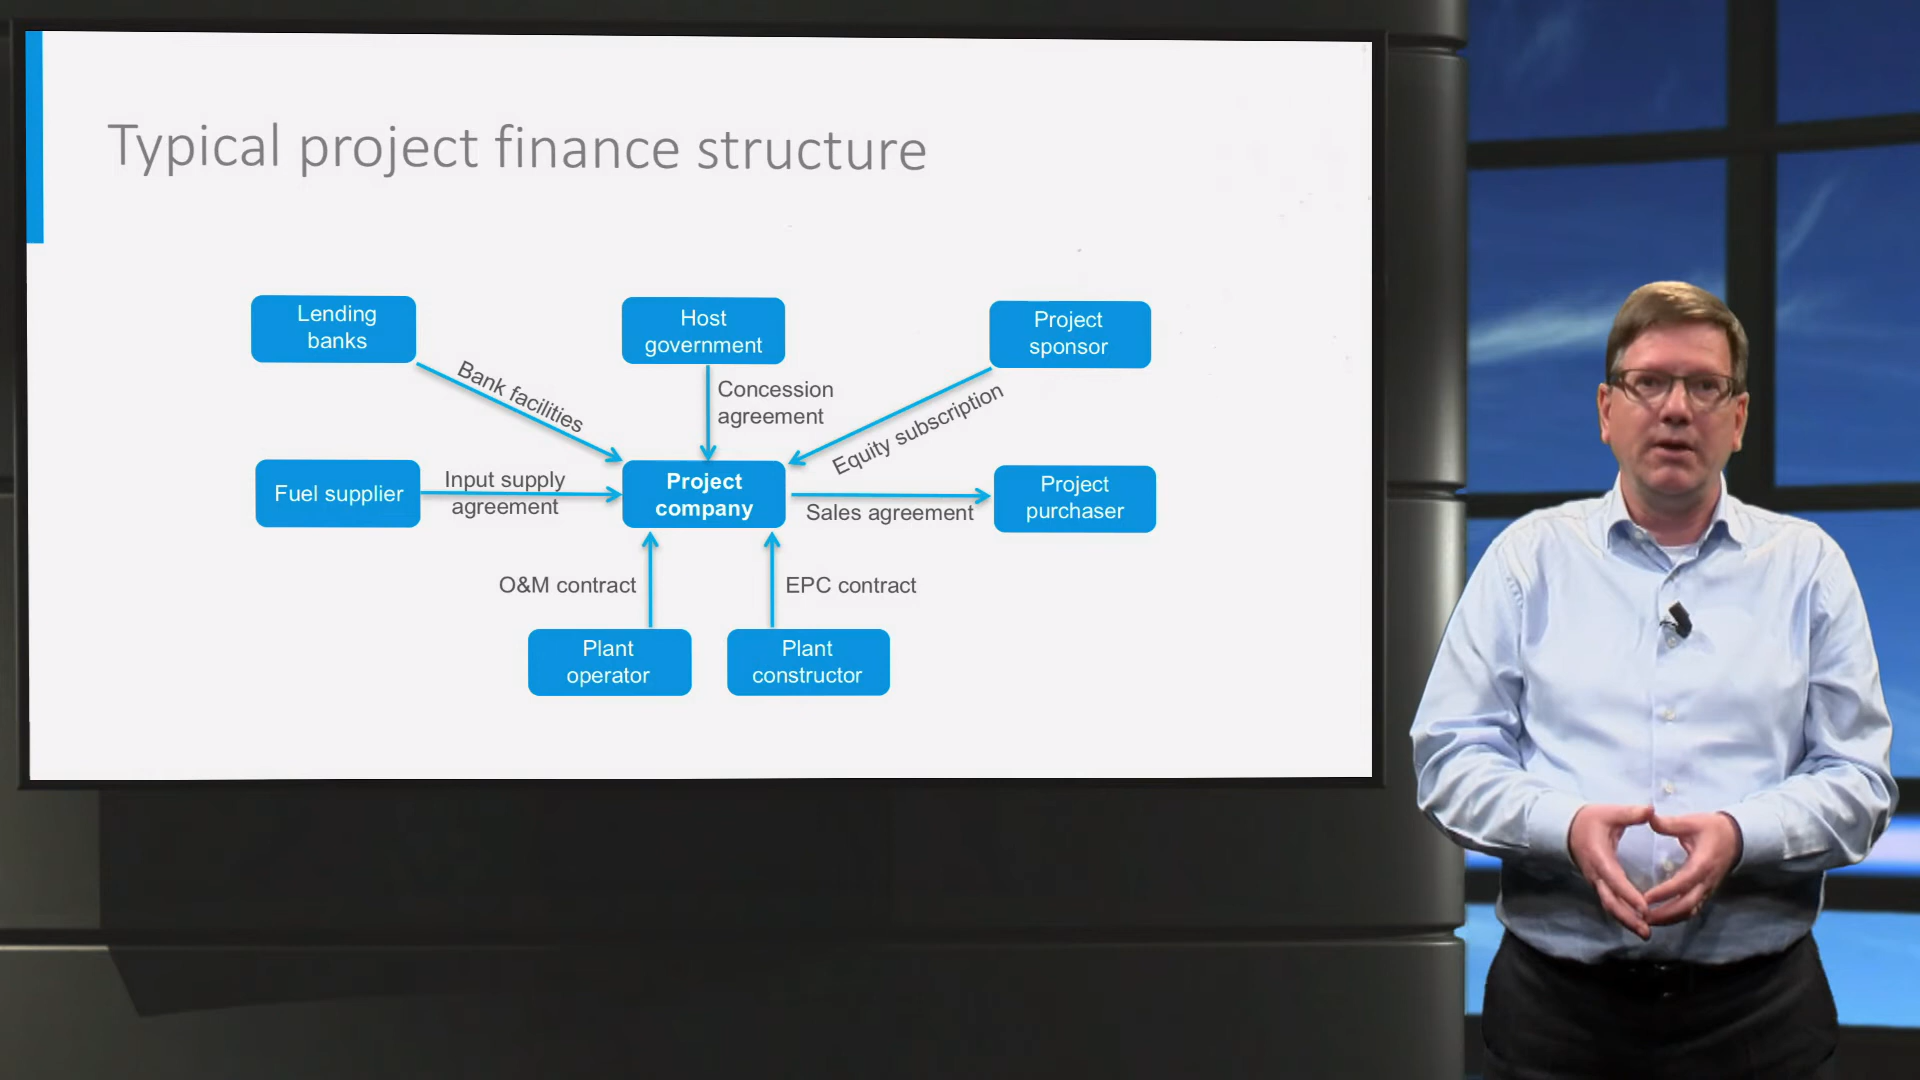 Typical project finance structure
Lending
banks
Host
government
Project
sponsor
Bank facilities
Concession
agreement
Equity subscription
Fuel supplier
Input supply
agreement
Project
company
Sales agreement
Project
purchaser
O&M contract
EPC contract
Plant
operator
Plant
constructor